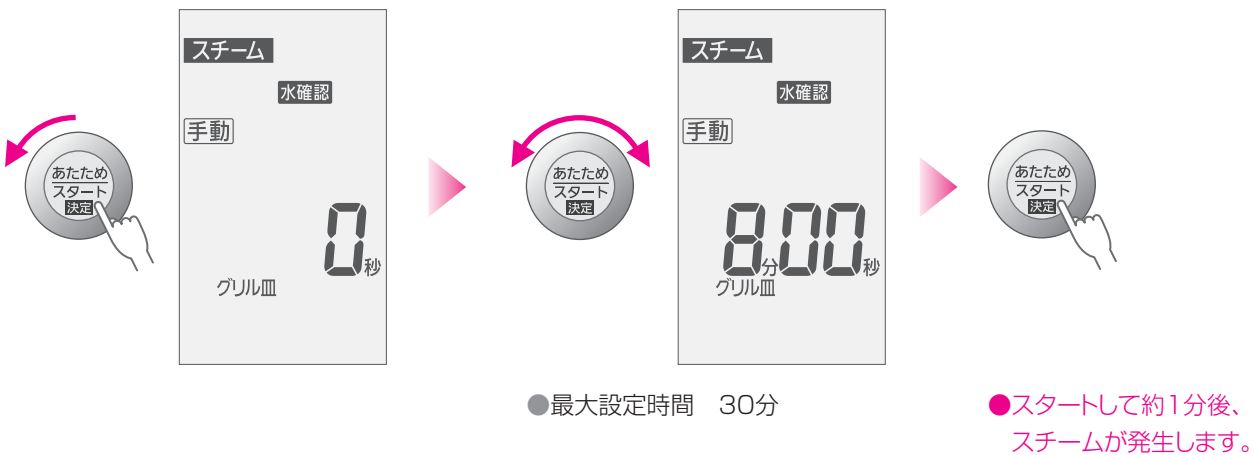 あたため
スタート
決定
スチーム
水確認
手動
0秒
グリル皿
あたため
スタート
決定
スチーム
水確認
手動
8分00秒
グリル皿
あたため
スタート
決定
●最大設定時間　30分
●スタートして約1分後、
スチームが発生します。